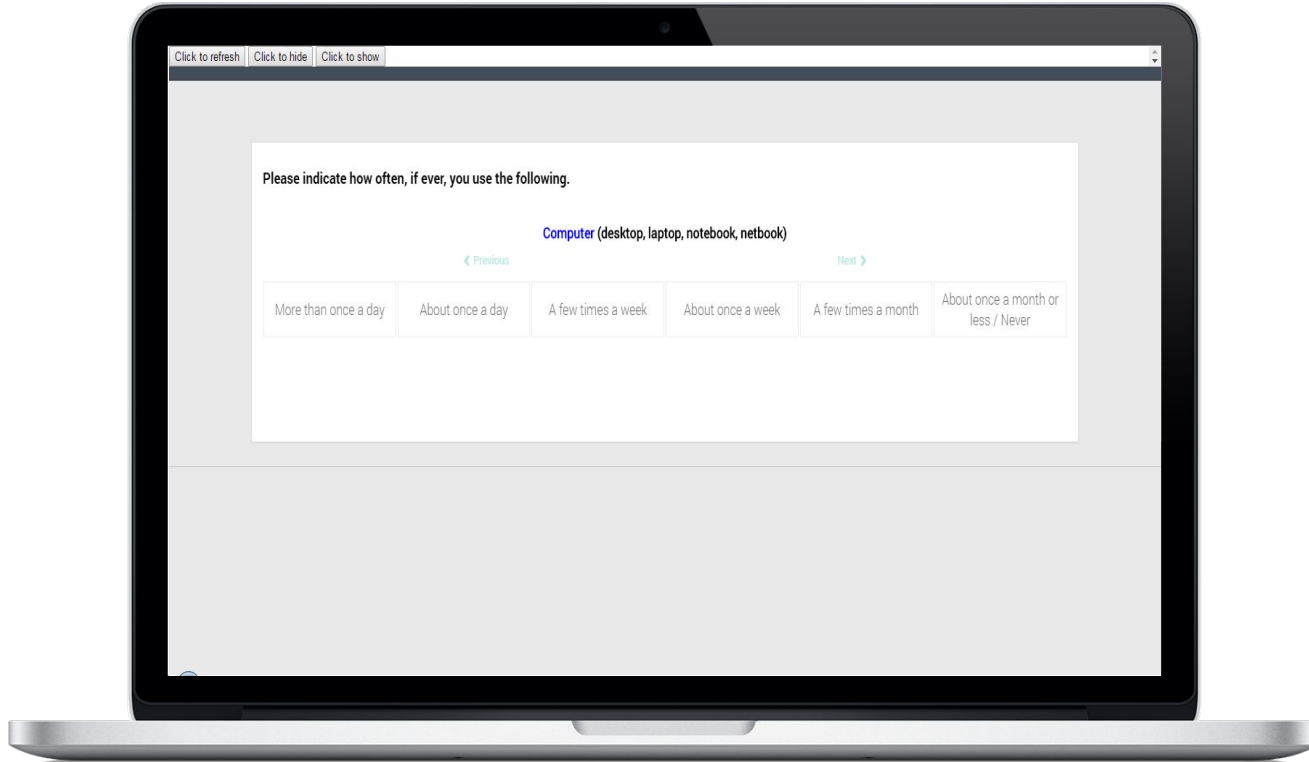 Click to refresh Click to hide Click to show
Please indicate how often, if ever, you use the following.
Computer (desktop, laptop, notebook, netbook)
Previous Next
More than once a day About once a day A few times a week About once a week A few times a month About once a month or less / Never